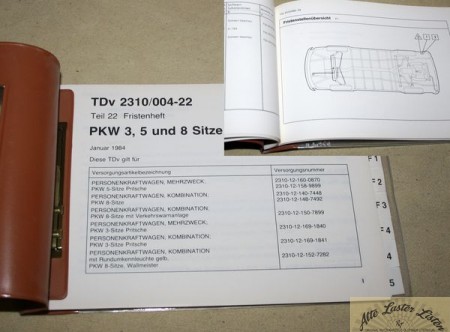 TDv 2310/004-22
Teil 22 Fristenheft
PKW 3, 5 und 8 Sitze
Januar 1984
Diese TDv gilt für
Versorgungsartikelbezeichnung Versorgungsnummer
PERSONENKRAFTWAGEN, MEHRZWECK, 2310-12-160-0870
PKW 5-Sitze Pritsche 2310-12-158-9899
PERSONENKRAFTWAGEN, KOMBINATION, 2310-12-140-7448
PKW 8-Sitze 2310-12-148-7492
PERSONENKRAFTWAGEN, KOMBINATION,
PKW 8-Sitze mit Verkehrswarnanlage 2310-12-150-7899
PERSONENKRAFTWAGEN, MEHRZWECK,
PKW 3-Sitze Pritsche 2310-12-169-1840
PERSONENKRAFTWAGEN, KOMBINATION,
PKW 3-Sitze Pritsche 2310-12-169-1841
PERSONENKRAFTWAGEN, KOMBINATION
mit Rundumkennleuchte gelb, 2310-12-152-7262
PKW 8-Sitze, Wallmeister
F 1
F 3
4
4
5
Alte Laster Listen